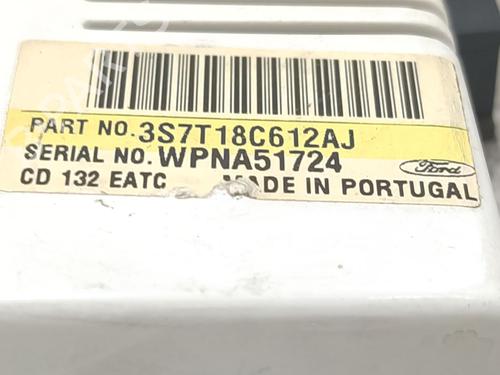 PART NO. 3S7T18C612AJ
SERIAL NO. WPNA51724
CD 132 EATC MADE IN PORTUGAL
Ford